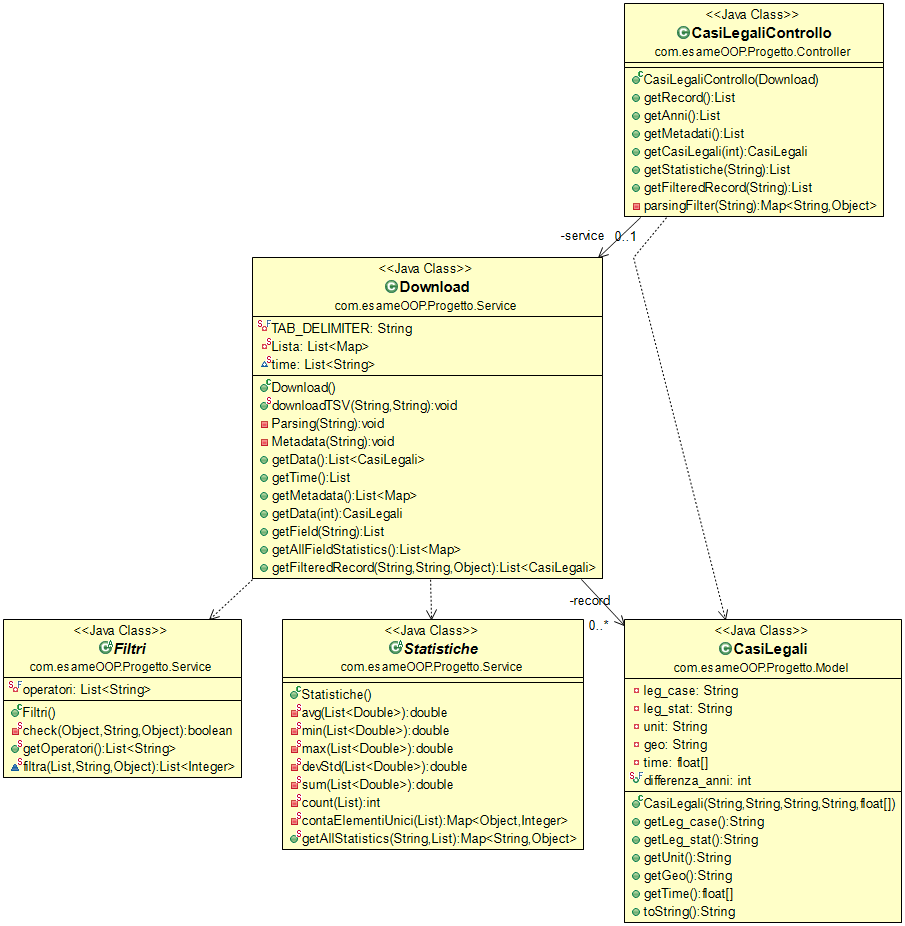 <<Java Class>>
CasiLegaliControllo
com.esameOOP.Progetto.Controller
CasiLegaliControllo(Download)
getRecord():List
getAnni():List
getMetadati():List
getCasiLegali(int):CasiLegali
getStatistiche(String):List
getFilteredRecord(String):List
parsingFilter(String):Map<String,Object>
-service 0..1
<<Java Class>>
Download
com.esameOOP.Progetto.Service
TAB_DELIMITER: String
Lista: List<Map>
time: List<String>
Download()
downloadTSV(String,String):void
Parsing(String):void
Metadata(String):void
getData():List<CasiLegali>
getTime():List
getMetadata():List<Map>
getData(int):CasiLegali
getField(String):List
getAllFieldStatistics():List<Map>
getFilteredRecord(String,String,Object):List<CasiLegali>
-record
0..*
<<Java Class>>
Filtri
com.esameOOP.Progetto.Service
operatori: List<String>
Filtri()
check(Object,String,Object):boolean
getOperatori():List<String>
filtra(List,String,Object):List<Integer>
<<Java Class>>
Statistiche
com.esameOOP.Progetto.Service
Statistiche()
avg(List<Double>):double
min(List<Double>):double
max(List<Double>):double
devStd(List<Double>):double
sum(List<Double>):double
count(List):int
contaElementiUnici(List):Map<Object,Integer>
getAllStatistics(String,List):Map<String,Object>
<<Java Class>>
CasiLegali
com.esameOOP.Progetto.Model
leg_case: String
leg_stat: String
unit: String
geo: String
time: float[]
differenza_anni: int
CasiLegali(String,String,String,String,float[])
getLeg_case():String
getLeg_stat():String
getUnit():String
getGeo():String
getTime():float[]
toString():String